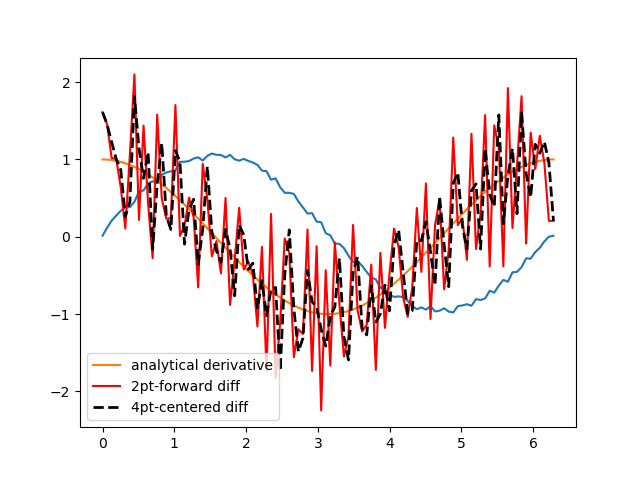 2
1
0
−1
−2
analytical derivative
2pt-forward diff
4pt-centered diff
0 1 2 3 4 5 6